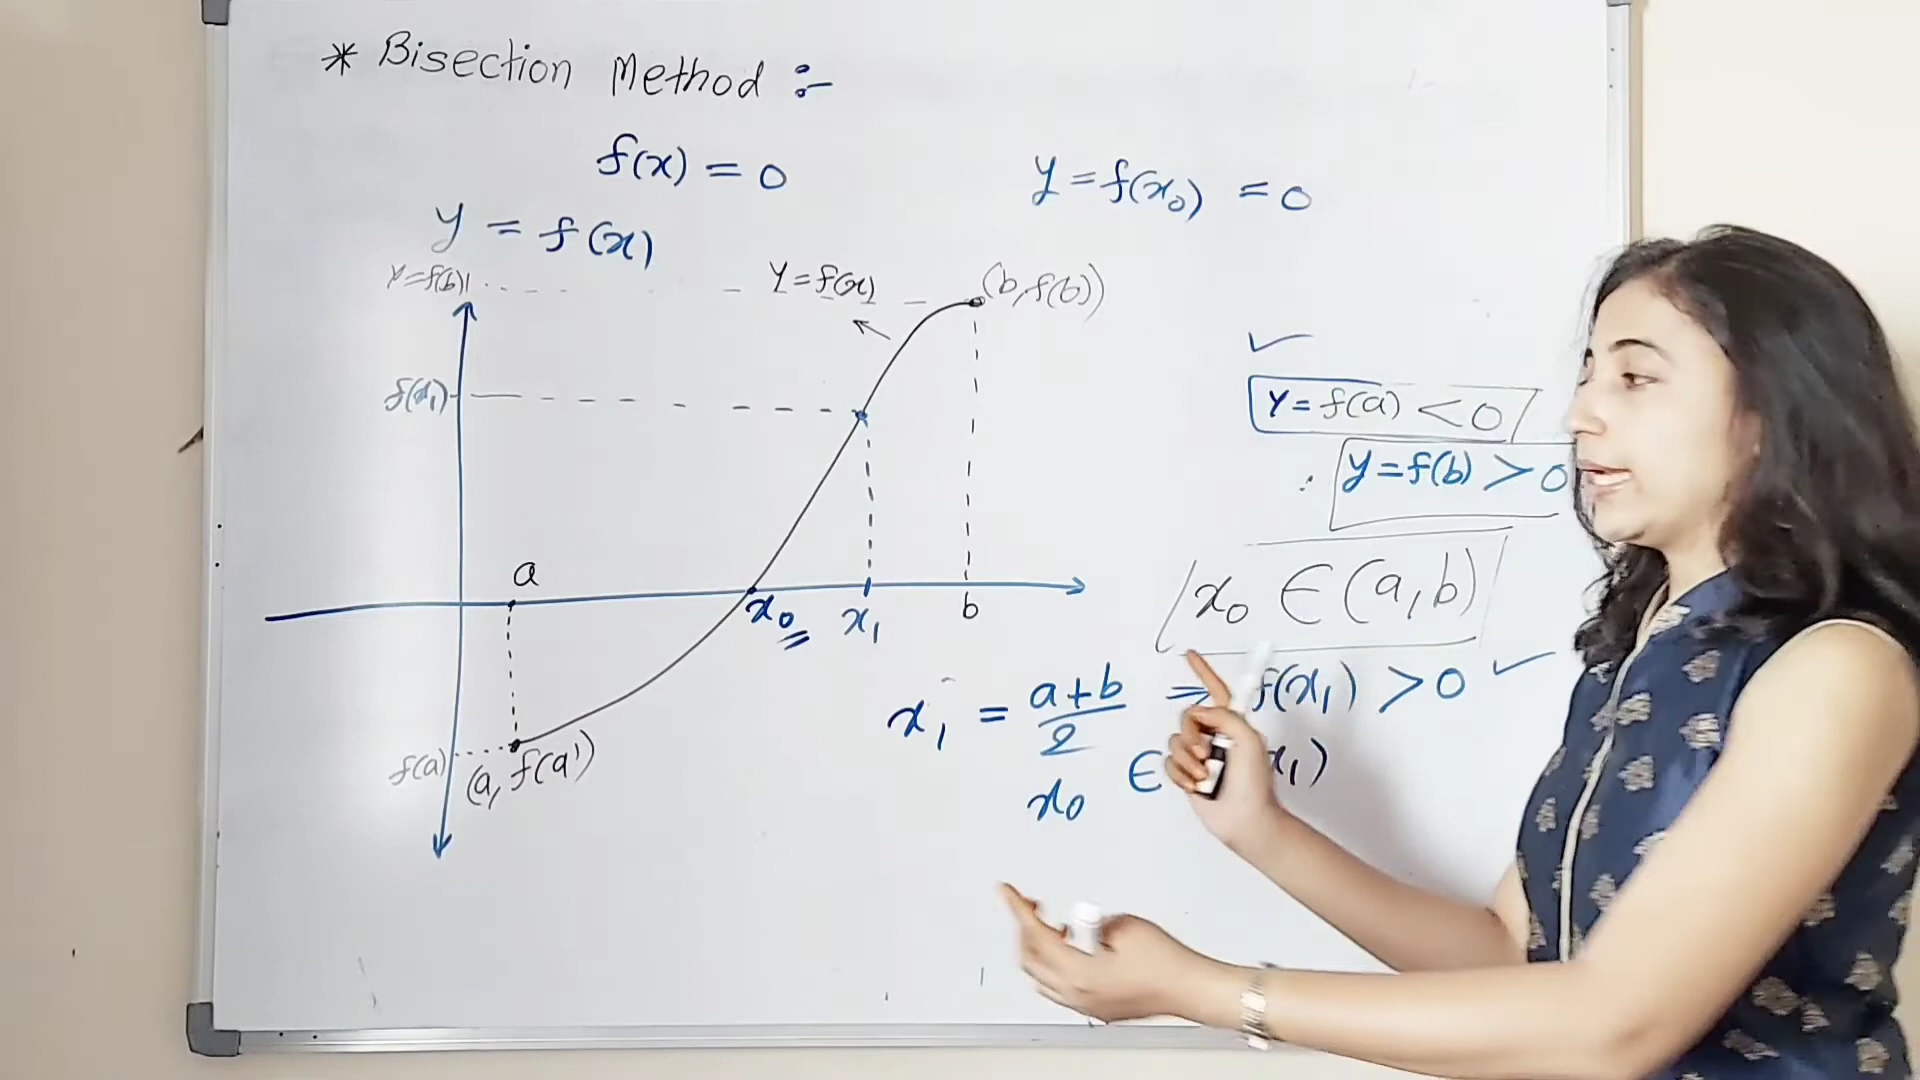 * Bisection Method :-
f(x) = 0
y = f(x₀) = 0
y = f(x)
y=f(b)
y=f(x)
(b, f(b))
f(x₁)
y = f(a) < 0
y = f(b) > 0
a
x₀
x₁
b
x₀ ∈ (a, b)
x₁ = a+b / 2 ⇒ f(x₁) > 0 ✓
f(a)
(a, f(a))
x₀ ∈ x₁)